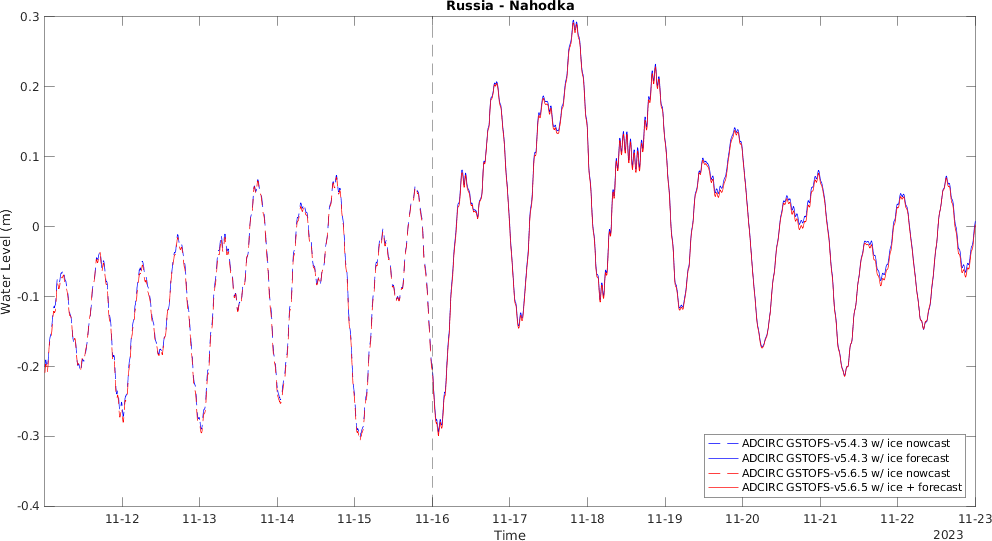 Russia - Nahodka
Water Level (m)
0.3
0.2
0.1
0
-0.1
-0.2
-0.3
-0.4
ADCIRC GSTOFS-v5.4.3 w/ ice nowcast
ADCIRC GSTOFS-v5.4.3 w/ ice forecast
ADCIRC GSTOFS-v5.6.5 w/ ice nowcast
ADCIRC GSTOFS-v5.6.5 w/ ice + forecast
11-12 11-13 11-14 11-15 11-16 11-17 11-18 11-19 11-20 11-21 11-22 11-23
Time
2023